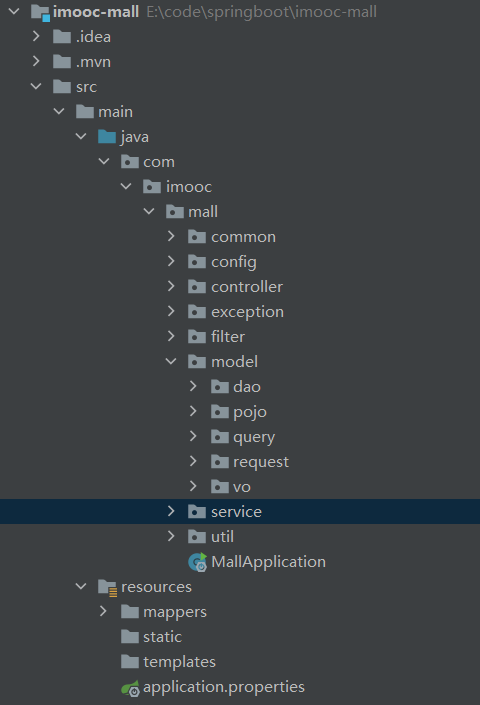 imooc-mall E:\code\springboot\imooc-mall
.idea
.mvn
src
main
java
com
imooc
mall
common
config
controller
exception
filter
model
dao
pojo
query
request
vo
service
util
MallApplication
resources
mappers
static
templates
application.properties